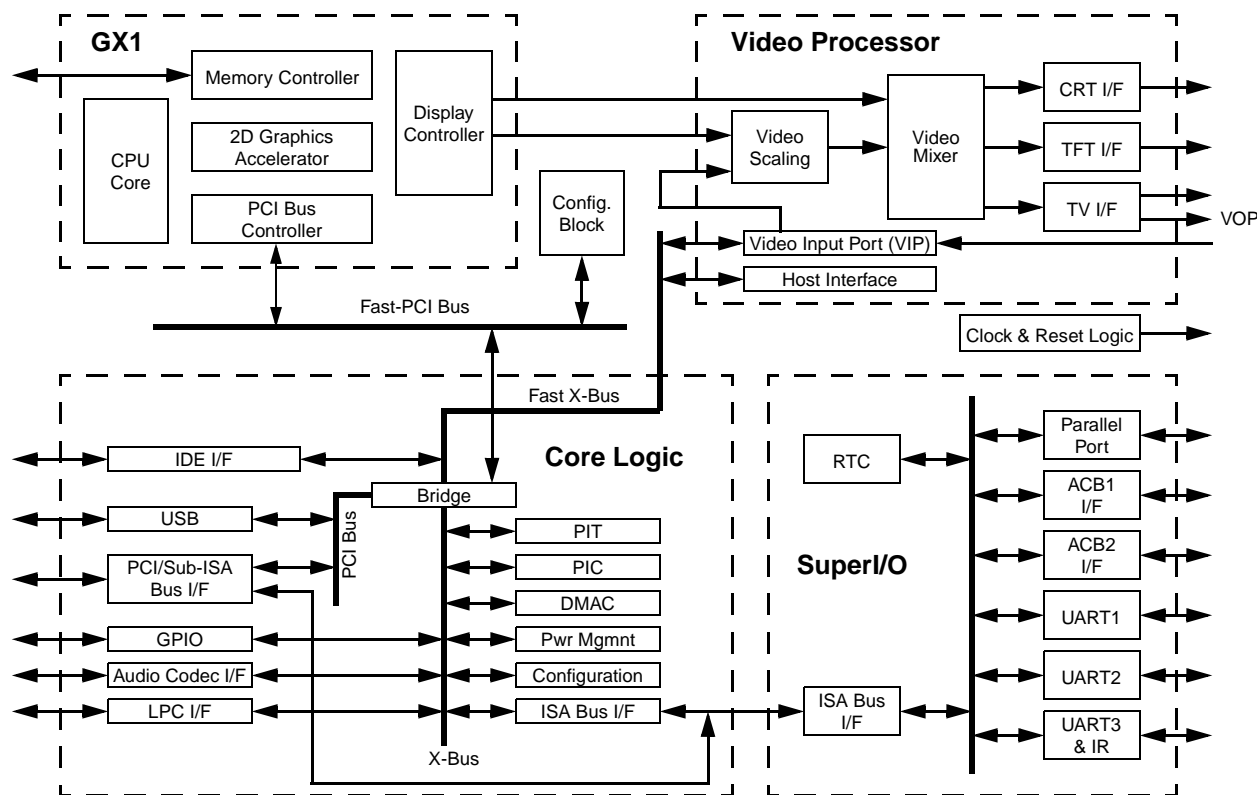 GX1
Memory Controller
CPU
Core
2D Graphics
Accelerator
PCI Bus
Controller
Display
Controller
Config.
Block
Fast-PCI Bus
Video Processor
Video
Scaling
Video
Mixer
CRT I/F
TFT I/F
TV I/F
VOP
Video Input Port (VIP)
Host Interface
Clock & Reset Logic
Fast X-Bus
Core Logic
IDE I/F
Bridge
USB
PCI Bus
PCI/Sub-ISA
Bus I/F
GPIO
Audio Codec I/F
LPC I/F
PIT
PIC
DMAC
Pwr Mgmnt
Configuration
ISA Bus I/F
X-Bus
SuperI/O
RTC
ISA Bus
I/F
Parallel
Port
ACB1
I/F
ACB2
I/F
UART1
UART2
UART3
& IR